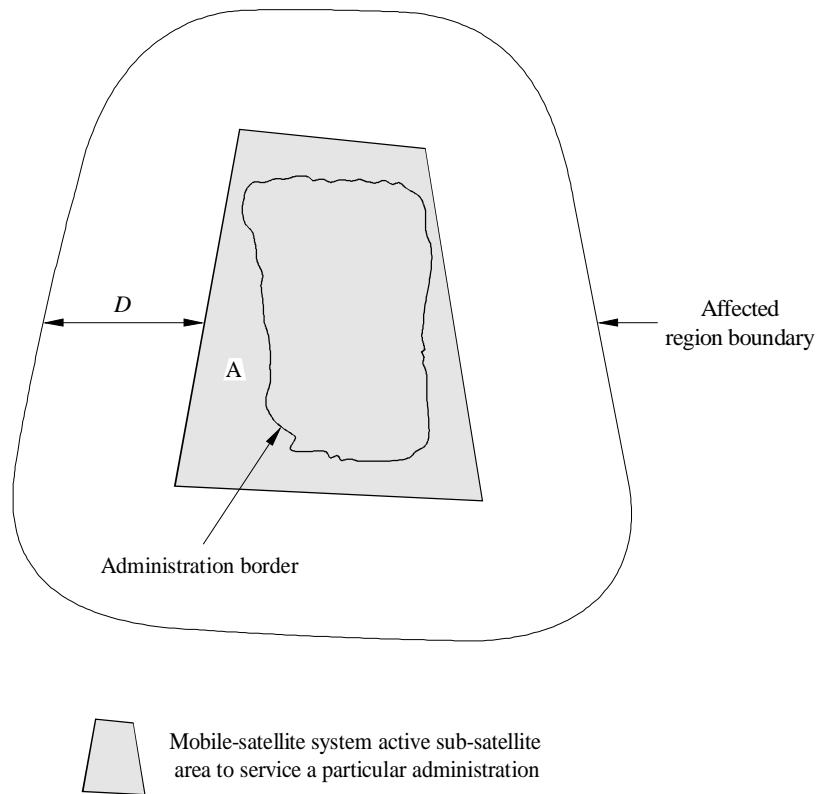 D
Affected
region boundary
A
Administration border
Mobile-satellite system active sub-satellite
area to service a particular administration